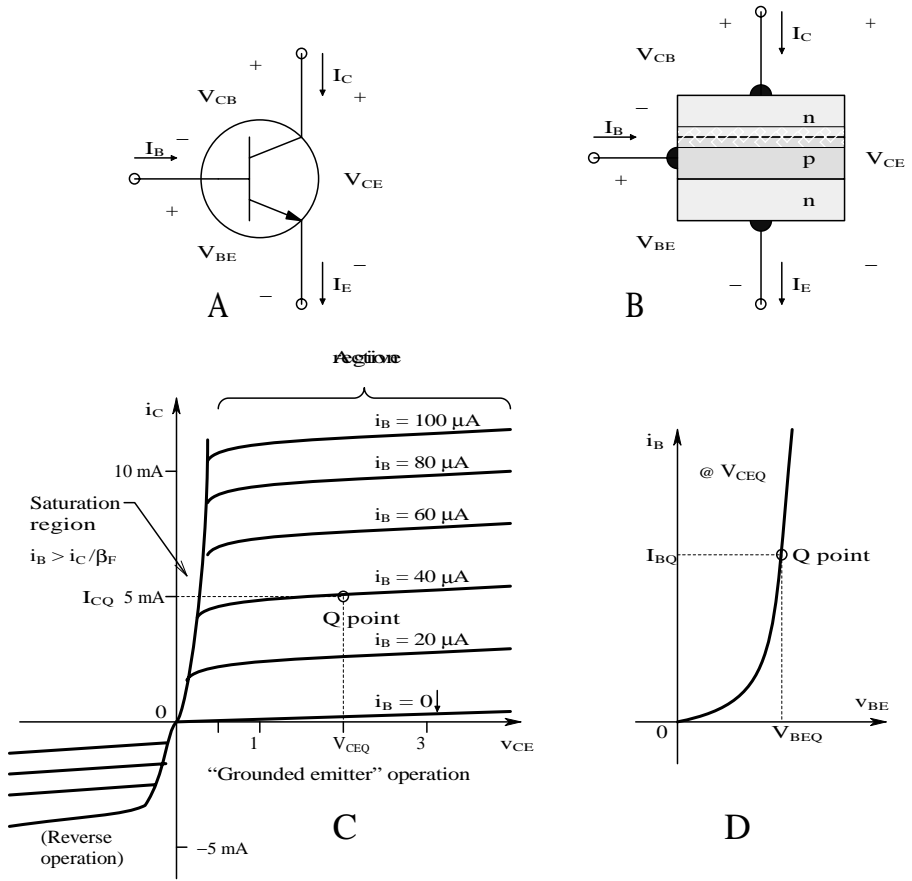 + I_C + I_C +
V_CB + V_CB
− −
I_B I_B n
p V_CE
V_CE + n
+
V_BE V_BE
− I_E − − I_E −
A B
i_C i_B = 100 µA i_B
10 mA i_B = 80 µA @ V_CEQ
Saturation
region i_B = 60 µA
i_B > i_C/β_F I_BQ Q point
i_B = 40 µA
I_CQ 5 mA
Q point
i_B = 20 µA
0 i_B = 0 v_BE
1 V_CEQ 3 v_CE 0 V_BEQ
“Grounded emitter” operation
C D
(Reverse
operation)
−5 mA